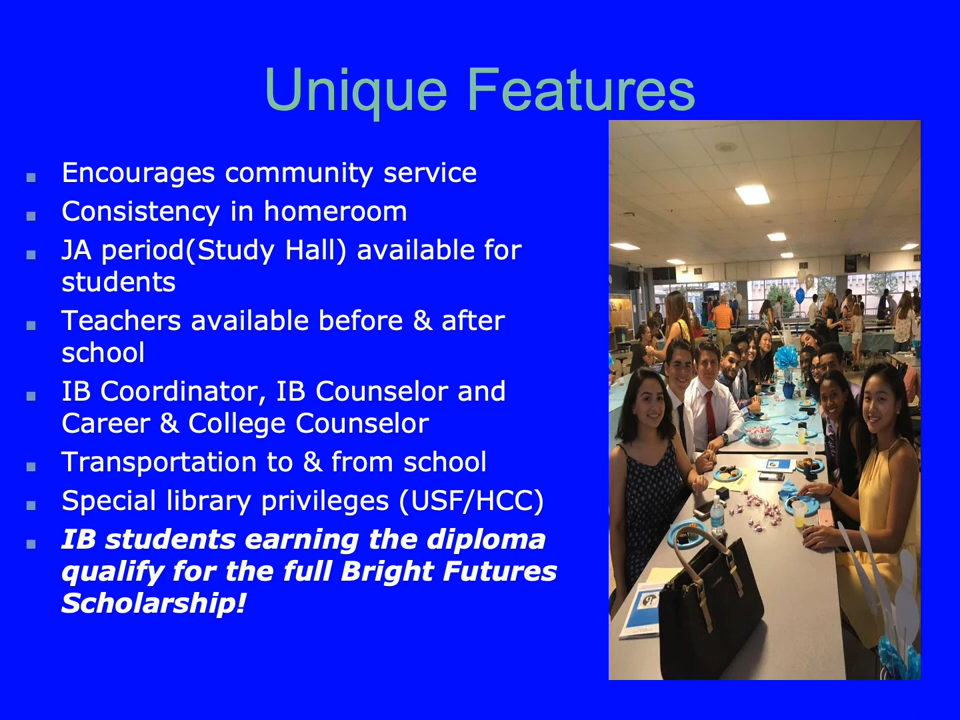 Unique Features
Encourages community service
Consistency in homeroom
JA period(Study Hall) available for
students
Teachers available before & after
school
IB Coordinator, IB Counselor and
Career & College Counselor
Transportation to & from school
Special library privileges (USF/HCC)
IB students earning the diploma
qualify for the full Bright Futures
Scholarship!